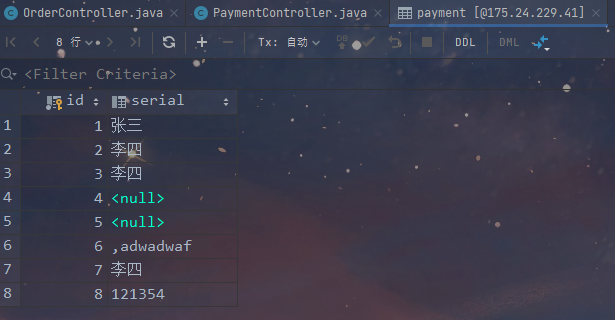 OrderController.java × PaymentController.java × payment [@175.24.229.41] ×
8 行 Tx: 自动 DB DDL DML
<Filter Criteria>
id serial
1 1 张三
2 2 李四
3 3 李四
4 4 <null>
5 5 <null>
6 6 ,adwadwaf
7 7 李四
8 8 121354